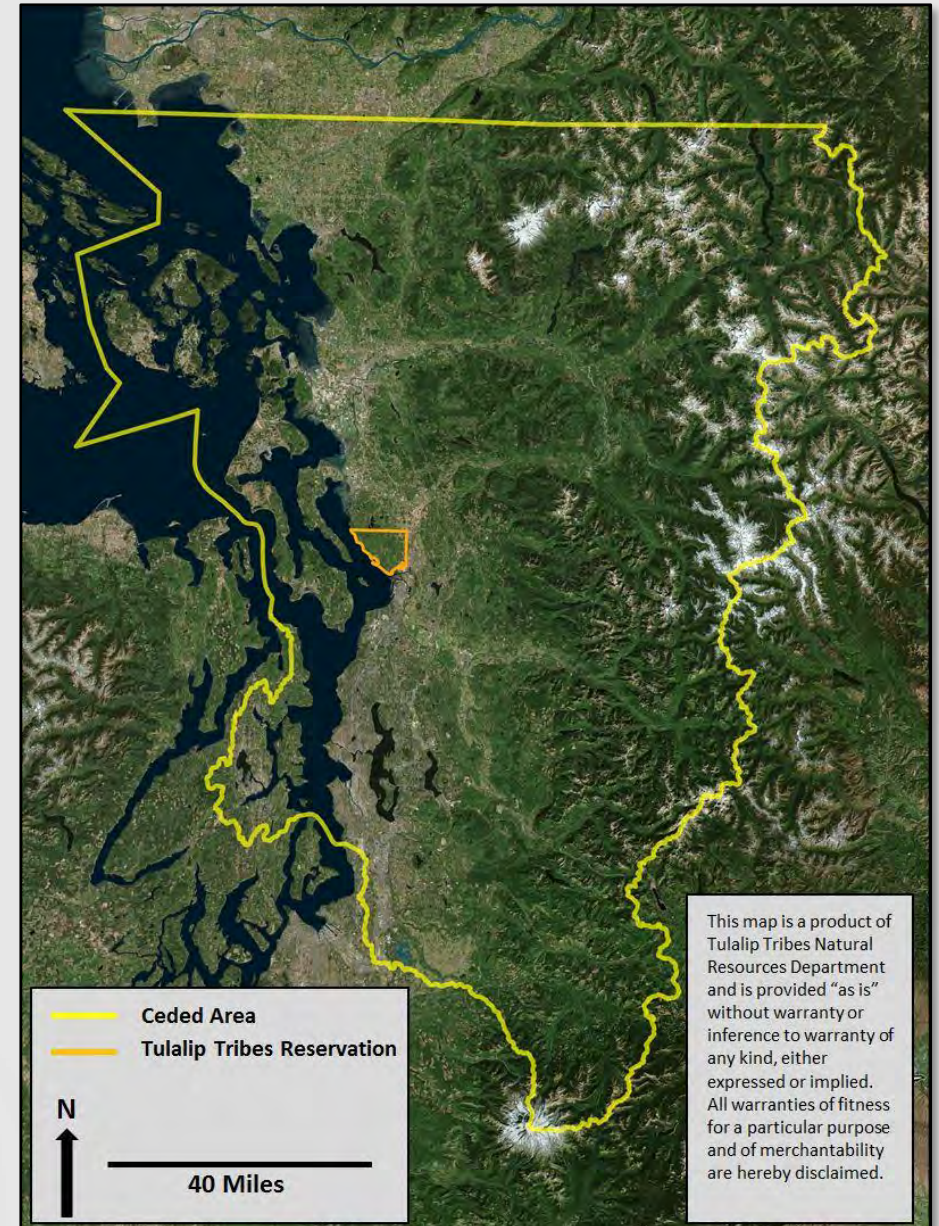 Ceded Area
Tulalip Tribes Reservation
N
40 Miles
This map is a product of
Tulalip Tribes Natural
Resources Department
and is provided “as is”
without warranty or
inference to warranty of
any kind, either
expressed or implied.
All warranties of fitness
for a particular purpose
and of merchantability
are hereby disclaimed.